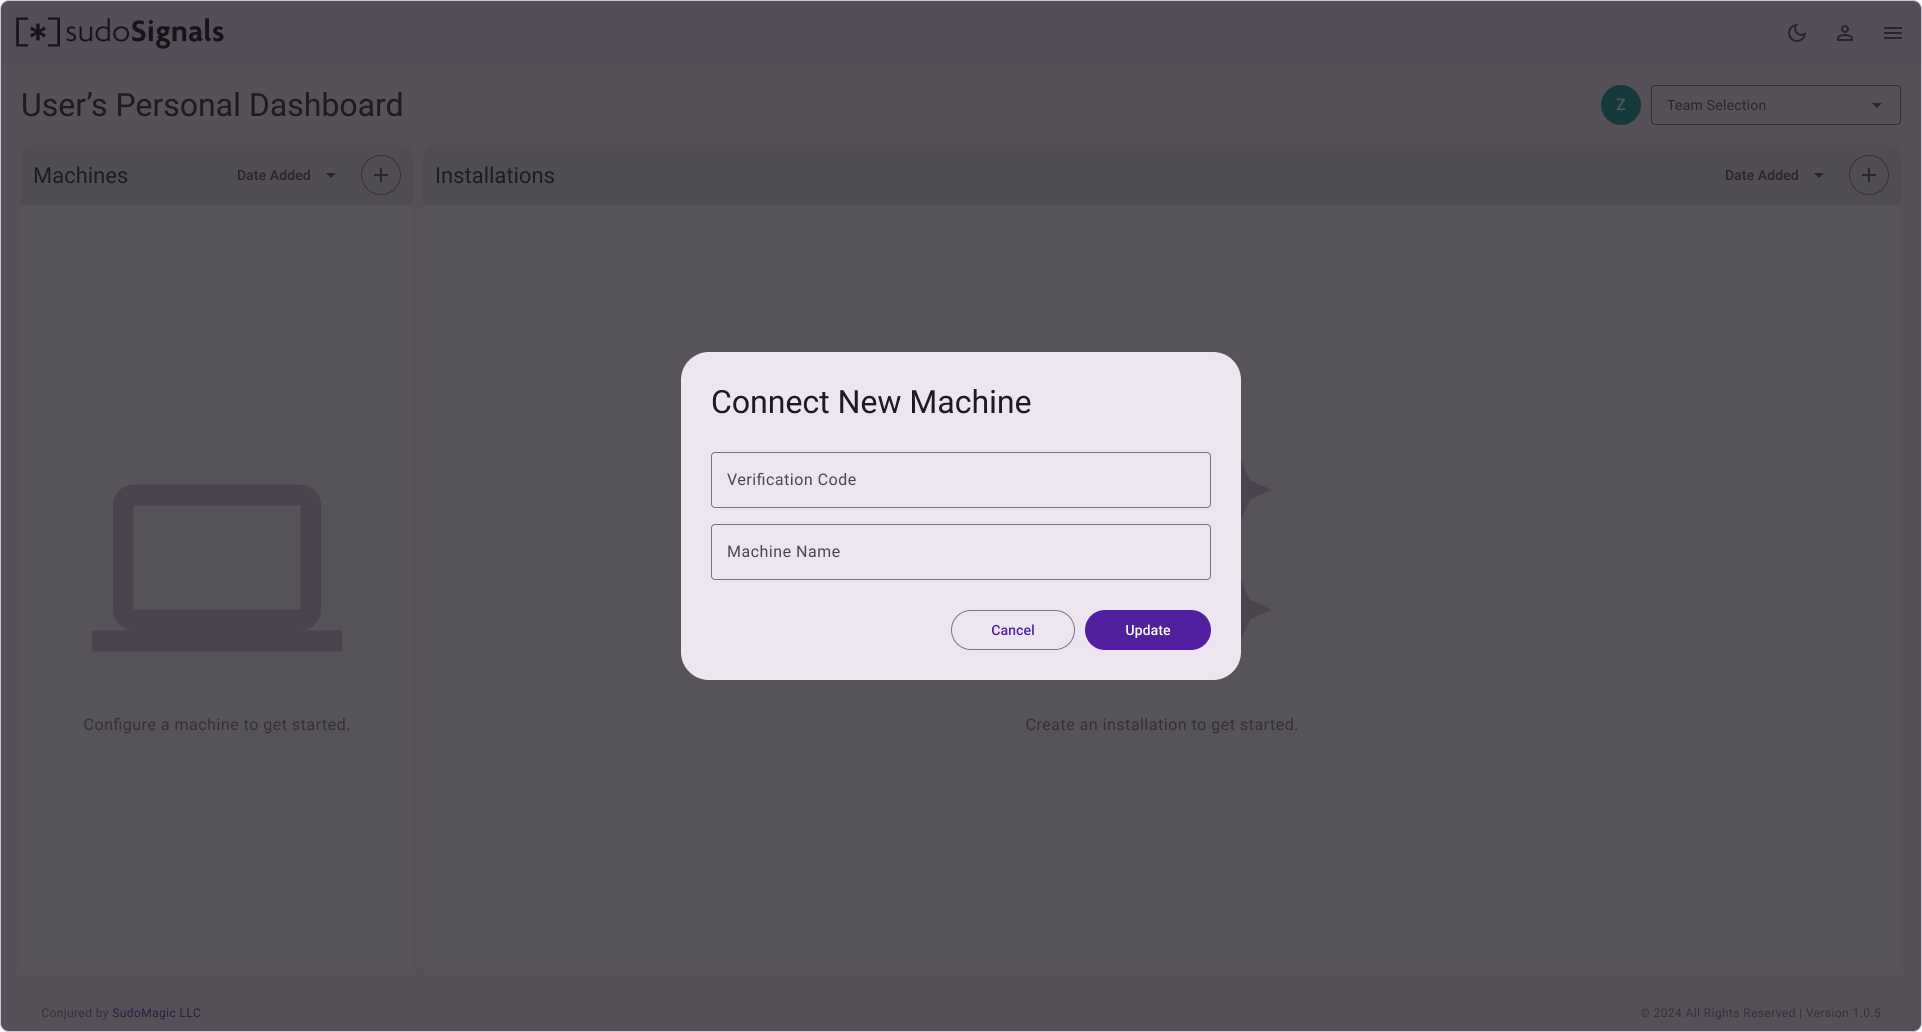 [*]sudoSignals
User’s Personal Dashboard
Z
Team Selection
Machines
Date Added
Installations
Date Added
Connect New Machine
Verification Code
Machine Name
Cancel
Update
Configure a machine to get started.
Create an installation to get started.
Conjured by SudoMagic LLC
© 2024 All Rights Reserved | Version 1.0.5